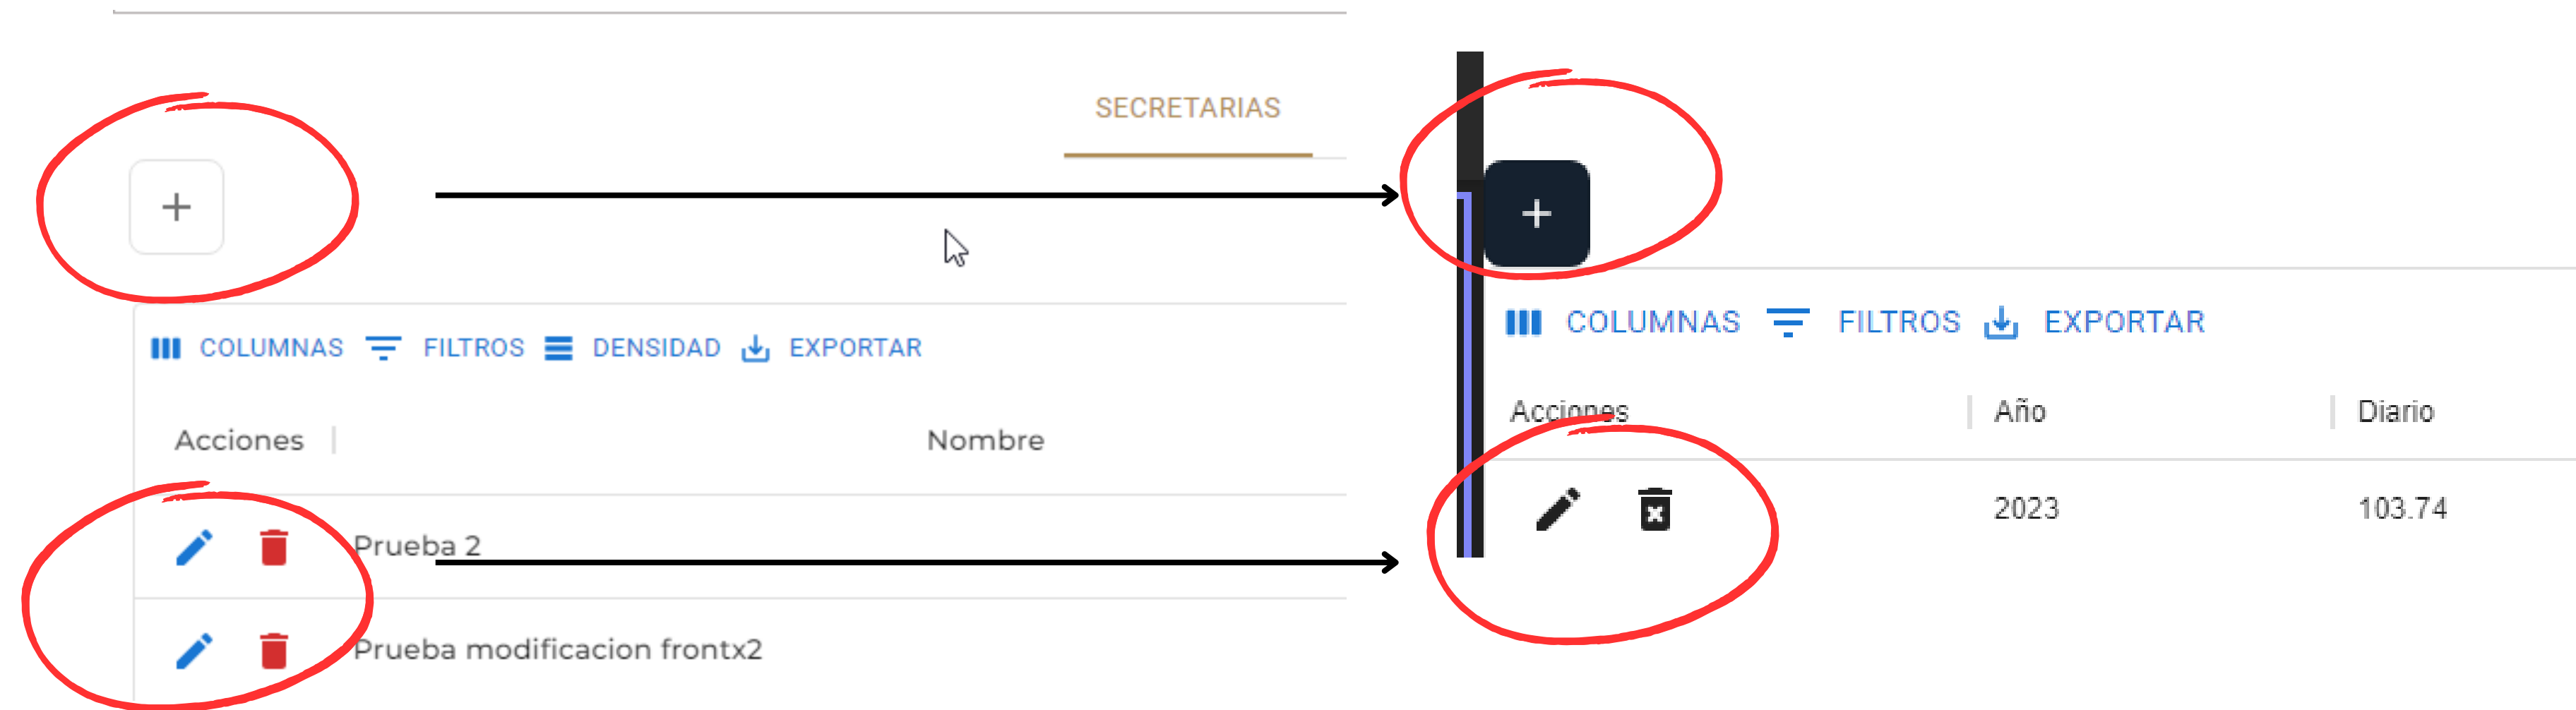 SECRETARIAS
+
COLUMNAS FILTROS DENSIDAD EXPORTAR
Acciones Nombre
Prueba 2
Prueba modificacion frontx2
+
COLUMNAS FILTROS EXPORTAR
Acciones Año Diario
2023 103.74